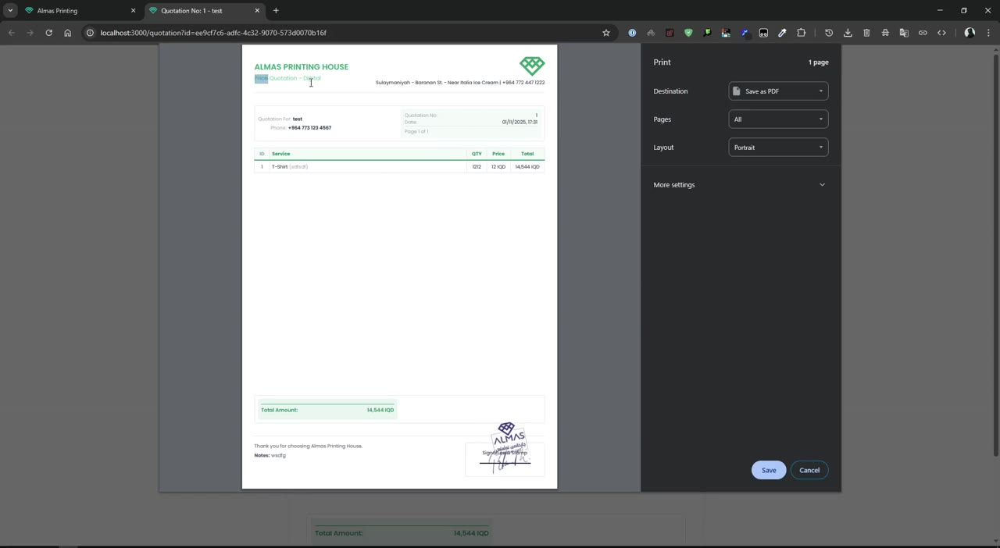 Almas Printing
Quotation No: 1 - test
localhost:3000/quotation?id=ee9cf7c6-adfc-4c32-9070-573d0070b16f
ALMAS PRINTING HOUSE
Price Quotation - Digital
Sulaymaniyah - Baranan St. - Near Italia Ice Cream | +964 772 447 1222
Quotation For: test
Phone: +964 773 123 4567
Quotation No: 1
Date: 01/11/2025, 17:31
Page 1 of 1
ID Service QTY Price Total
1 T-Shirt (sdfsdf) 1212 12 IQD 14,544 IQD
Total Amount: 14,544 IQD
Thank you for choosing Almas Printing House.
Notes: wsdfg
ALMAS
Signature & Stamp
Print 1 page
Destination Save as PDF
Pages All
Layout Portrait
More settings
Save Cancel
Total Amount: 14,544 IQD